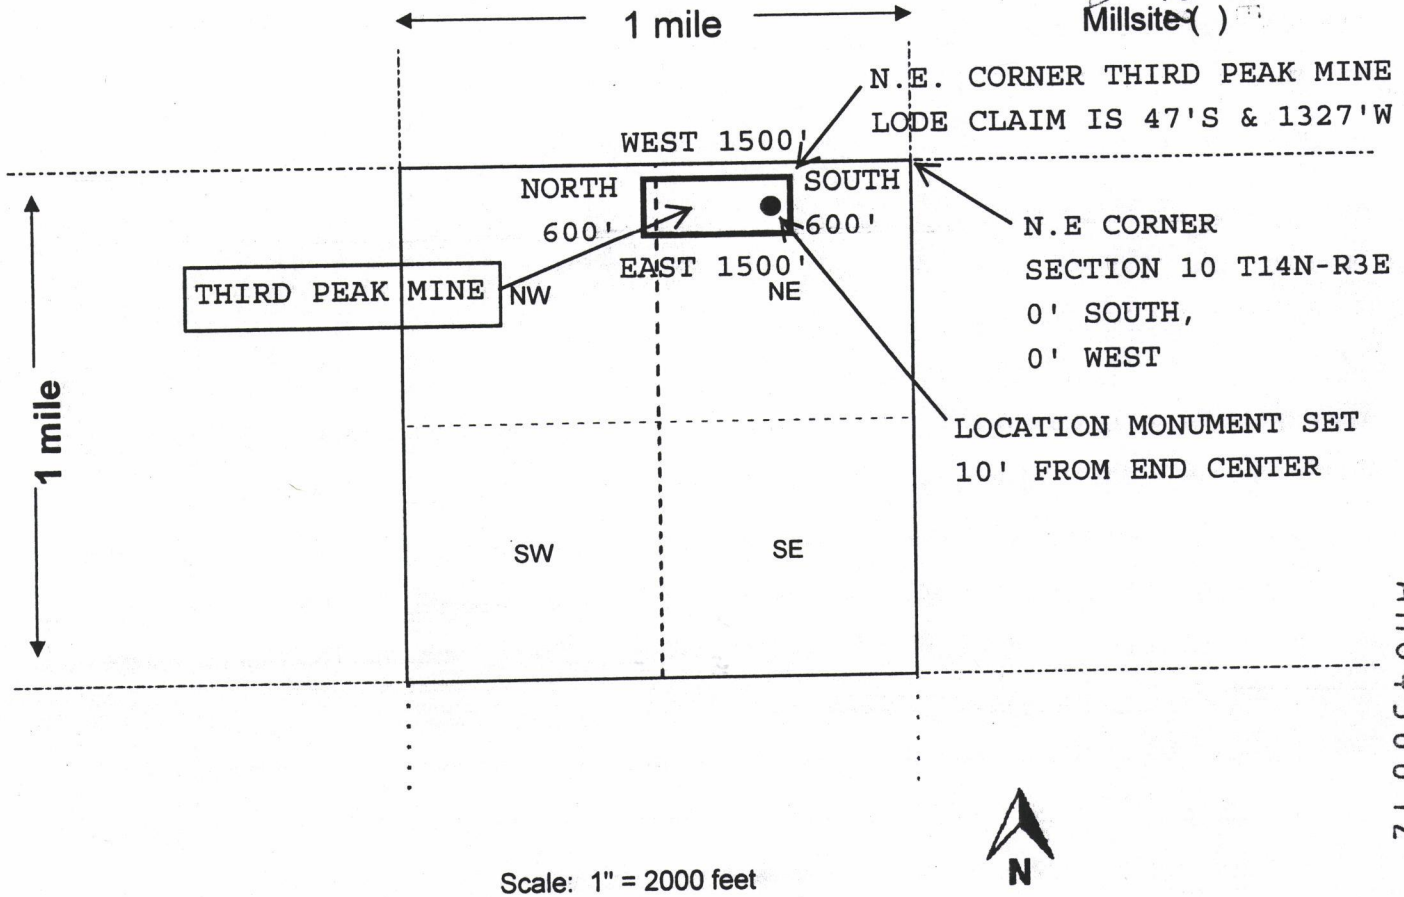 1 mile
Millsite ( )
N.E. CORNER THIRD PEAK MINE
LODE CLAIM IS 47'S & 1327'W
WEST 1500'
NORTH
600'
SOUTH
600'
EAST 1500'
N.E CORNER
SECTION 10 T14N-R3E
0' SOUTH,
0' WEST
THIRD PEAK MINE
NW
NE
1 mile
LOCATION MONUMENT SET
10' FROM END CENTER
SW
SE
N
Scale: 1" = 2000 feet